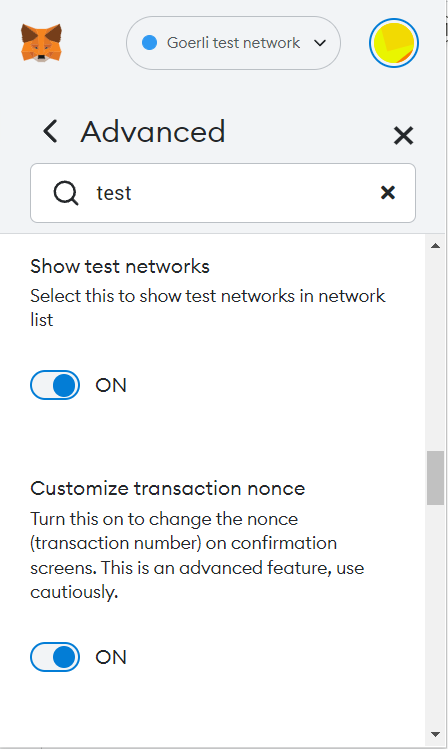 Goerli test network
Advanced
test
Show test networks
Select this to show test networks in network
list
ON
Customize transaction nonce
Turn this on to change the nonce
(transaction number) on confirmation
screens. This is an advanced feature, use
cautiously.
ON